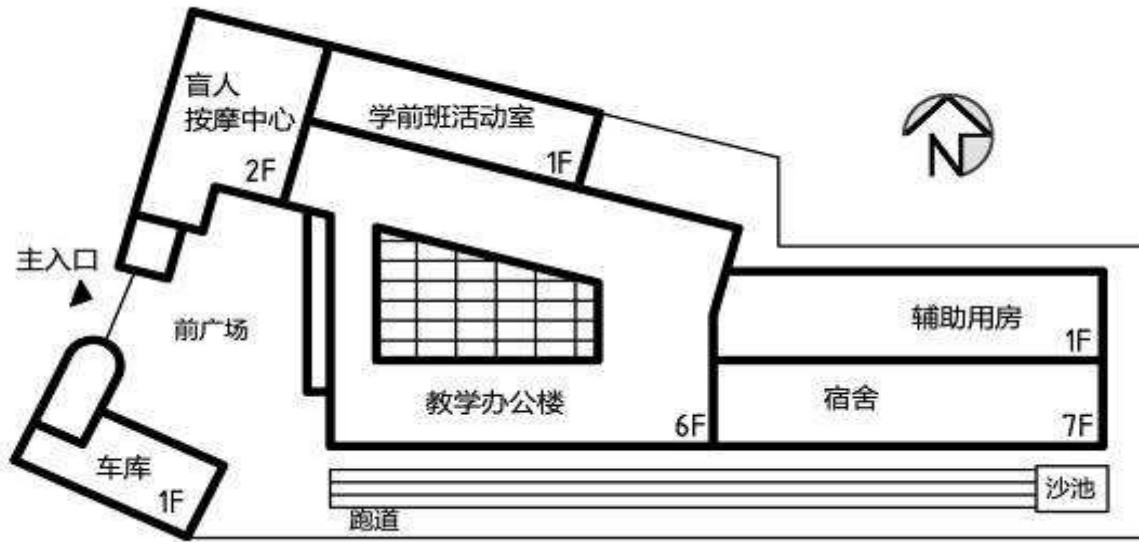 盲人
按摩中心
2F
学前班活动室
1F
N
主入口
前广场
辅助用房
1F
教学办公楼
6F
宿舍
7F
车库
1F
跑道
沙池